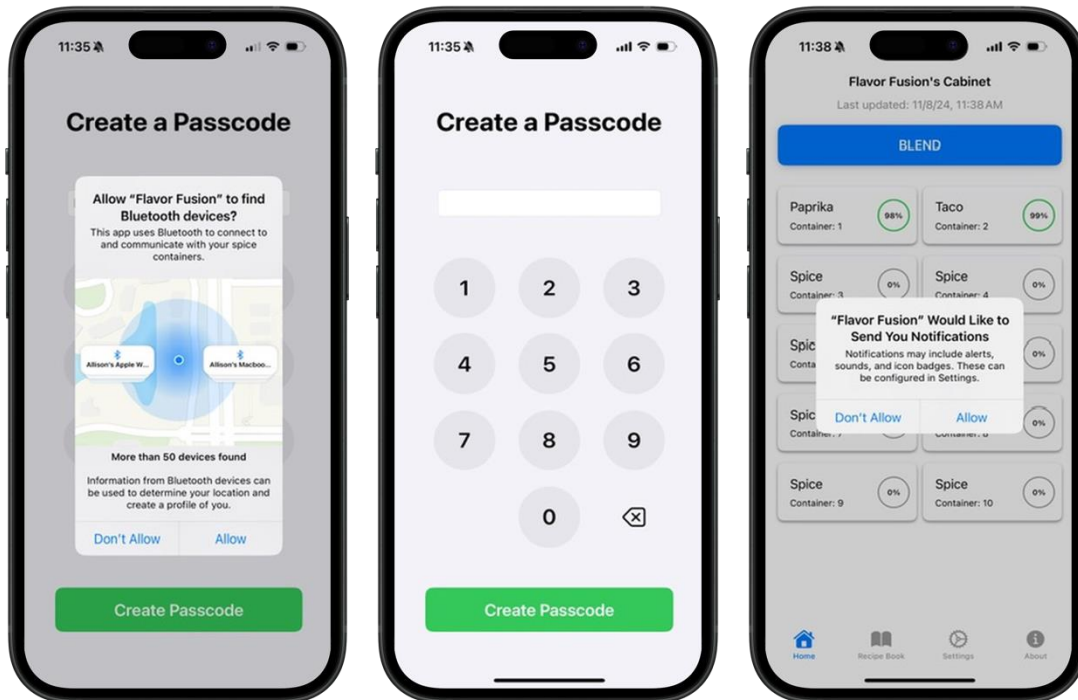 11:35
Create a Passcode
Allow “Flavor Fusion” to find
Bluetooth devices?
This app uses Bluetooth to connect to
and communicate with your spice
containers.
Allison's Apple W...
Allison's Macboo...
More than 50 devices found
Information from Bluetooth devices can
be used to determine your location and
create a profile of you.
Don't Allow
Allow
Create Passcode
11:35
Create a Passcode
1 2 3
4 5 6
7 8 9
0
Create Passcode
11:38
Flavor Fusion's Cabinet
Last updated: 11/8/24, 11:38 AM
BLEND
Paprika
Container: 1
98%
Taco
Container: 2
99%
Spice
Container: 3
0%
Spice
Container: 4
0%
“Flavor Fusion” Would Like to
Send You Notifications
Notifications may include alerts,
sounds, and icon badges. These can
be configured in Settings.
Don't Allow
Allow
Spic
Conta
0%
Spic
Container: 7
Container: 8
0%
Spice
Container: 9
0%
Spice
Container: 10
0%
Home
Recipe Book
Settings
About